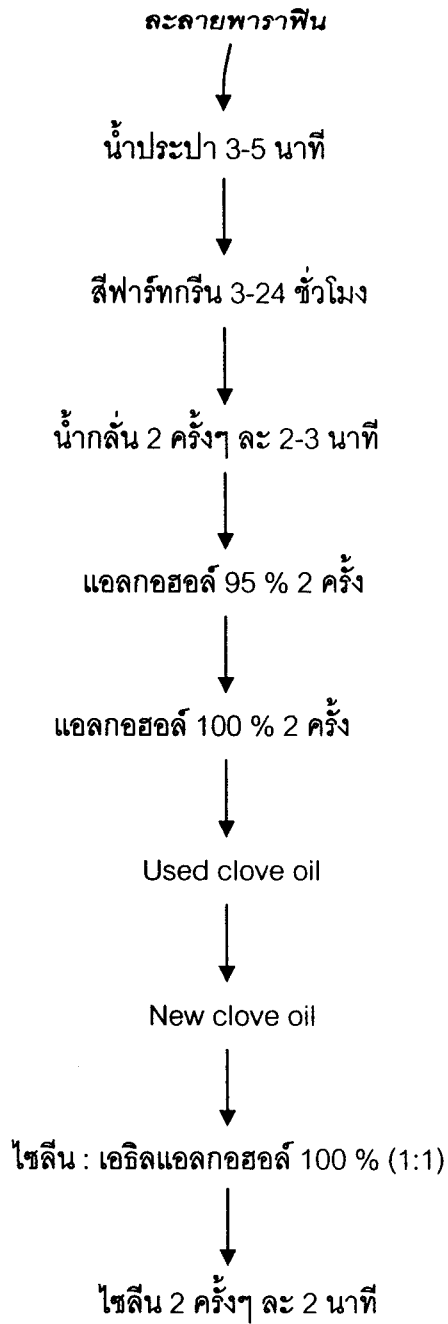 ละลายพาราฟิน
น้ำประปา 3-5 นาที
สีฟาร์ทกรีน 3-24 ชั่วโมง
น้ำกลั่น 2 ครั้งๆ ละ 2-3 นาที
แอลกอฮอล์ 95 % 2 ครั้ง
แอลกอฮอล์ 100 % 2 ครั้ง
Used clove oil
New clove oil
ไซลีน : เอธิลแอลกอฮอล์ 100 % (1:1)
ไซลีน 2 ครั้งๆ ละ 2 นาที